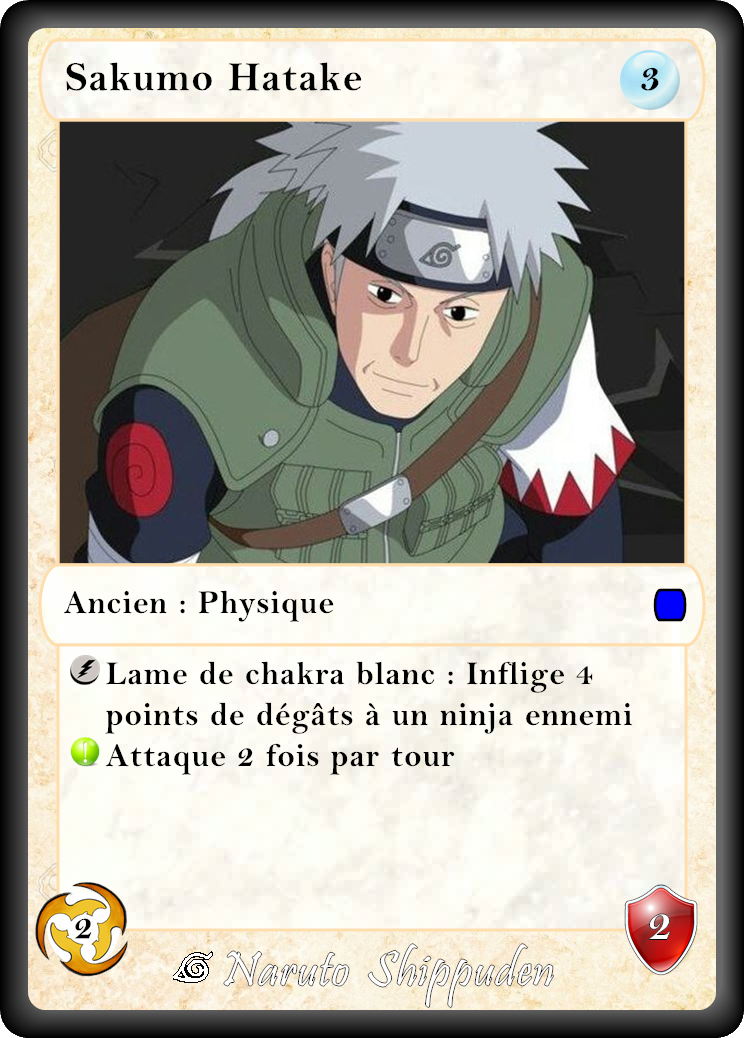 Sakumo Hatake
3
Ancien : Physique
Lame de chakra blanc : Inflige 4
points de dégâts à un ninja ennemi
Attaque 2 fois par tour
2
2
Naruto Shippuden